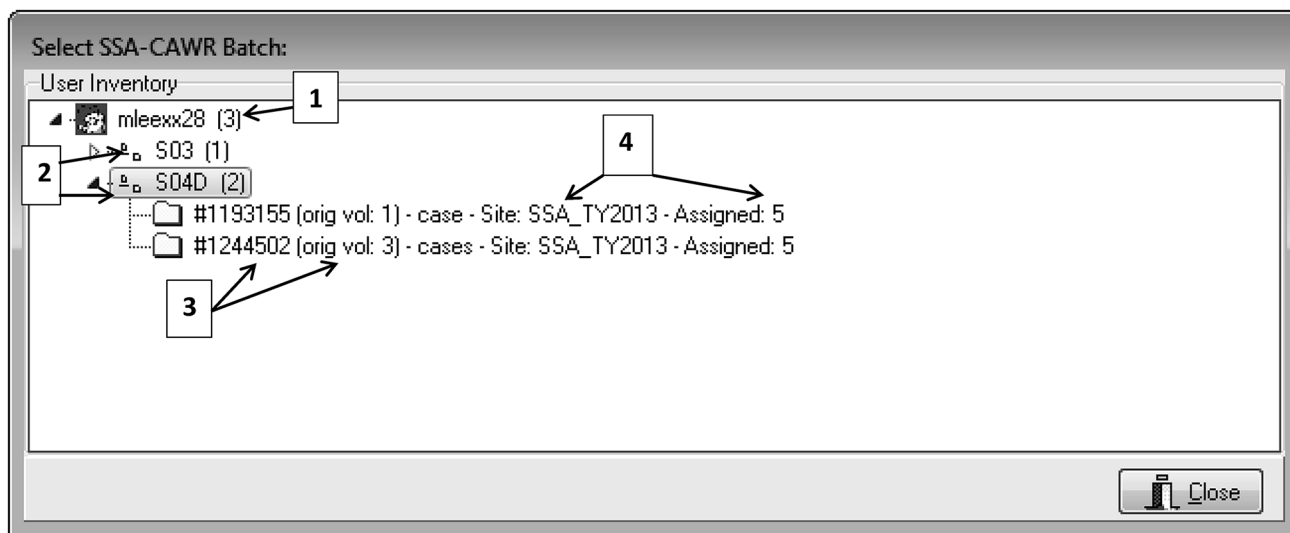 Select SSA-CAWR Batch:
User Inventory
mleexx28 (3)
1
S03 (1)
4
2
S04D (2)
#1193155 (orig vol: 1) - case - Site: SSA_TY2013 - Assigned: 5
#1244502 (orig vol: 3) - cases - Site: SSA_TY2013 - Assigned: 5
3
Close